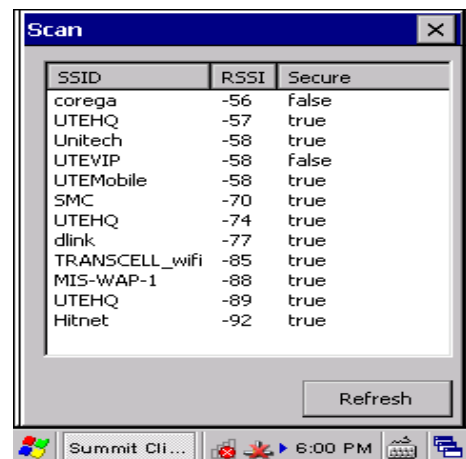 Scan
SSID RSSI Secure
corega -56 false
UTEHQ -57 true
Unitech -58 true
UTEVIP -58 false
UTEMobile -58 true
SMC -70 true
UTEHQ -74 true
dlink -77 true
TRANSCELL_wifi -85 true
MIS-WAP-1 -88 true
UTEHQ -89 true
Hitnet -92 true
Refresh
Summit Cli... 6:00 PM